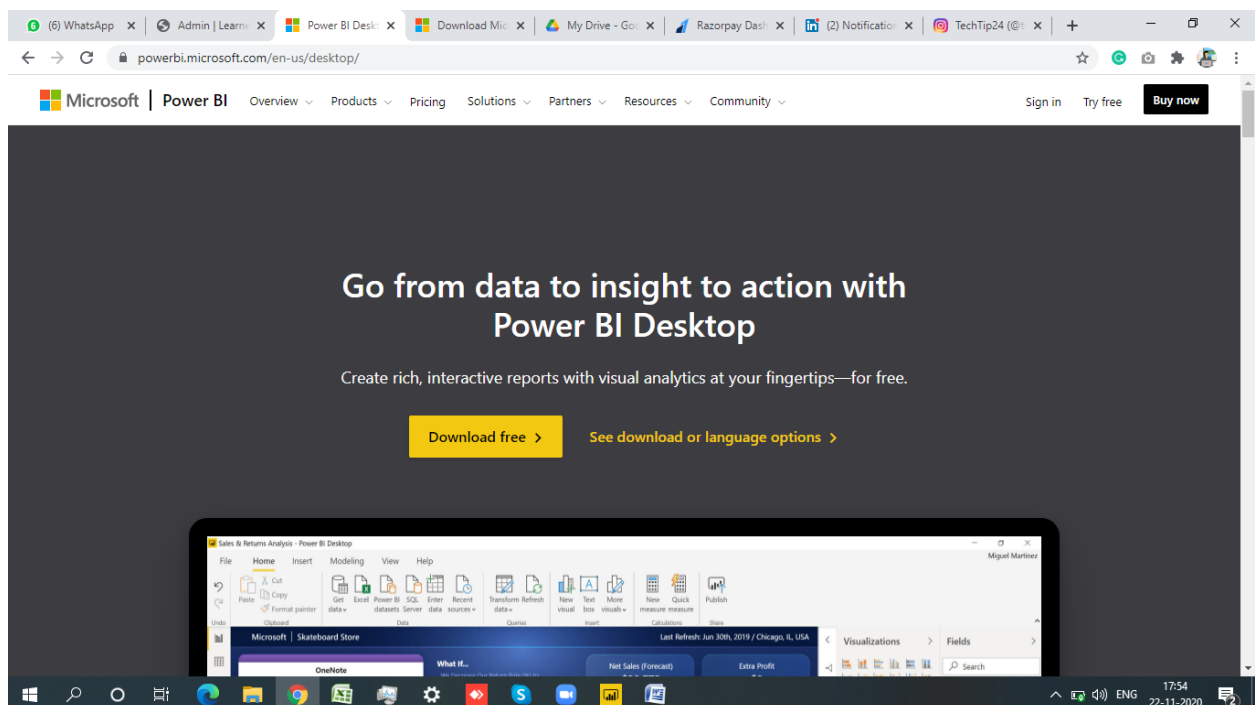 6 (6) WhatsApp
Admin | Learne
Power BI Deskt
Download Mic
My Drive - Goo
Razorpay Dash
in (2) Notification
TechTip24 (@t
powerbi.microsoft.com/en-us/desktop/
Microsoft | Power BI
Overview
Products
Pricing
Solutions
Partners
Resources
Community
Sign in
Try free
Buy now
Go from data to insight to action with
Power BI Desktop
Create rich, interactive reports with visual analytics at your fingertips—for free.
Download free
See download or language options
Sales & Returns Analysis - Power BI Desktop
Miguel Martinez
File Home Insert Modeling View Help
Paste
Cut
Copy
Format painter
Get data
Excel
Power BI datasets
SQL Server
Enter data
Recent sources
Transform data
Refresh
New visual
Text box
More visuals
New measure
Quick measure
Publish
Undo Clipboard Data Queries Insert Calculations Share
Microsoft | Skateboard Store
Last Refresh: Jun 30th, 2019 / Chicago, IL, USA
Visualizations
Fields
Search
OneNote
What If...
Net Sales (Forecast)
Extra Profit
S
ENG
17:54
22-11-2020
2